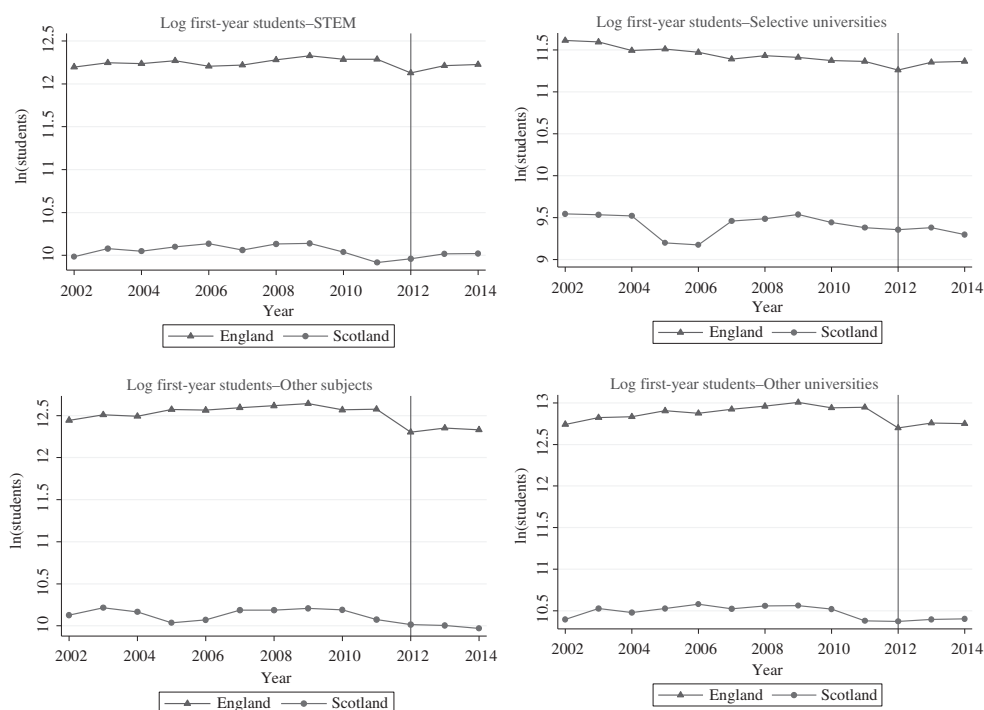 Log first-year students–STEM
ln(students)
12.5
12
11.5
11
10.5
10
2002 2004 2006 2008 2010 2012 2014
Year
England Scotland
Log first-year students–Selective universities
ln(students)
11.5
11
10.5
10
9.5
9
2002 2004 2006 2008 2010 2012 2014
Year
England Scotland
Log first-year students–Other subjects
ln(students)
12.5
12
11.5
11
10.5
10
2002 2004 2006 2008 2010 2012 2014
Year
England Scotland
Log first-year students–Other universities
ln(students)
13
12.5
12
11.5
11
10.5
2002 2004 2006 2008 2010 2012 2014
Year
England Scotland